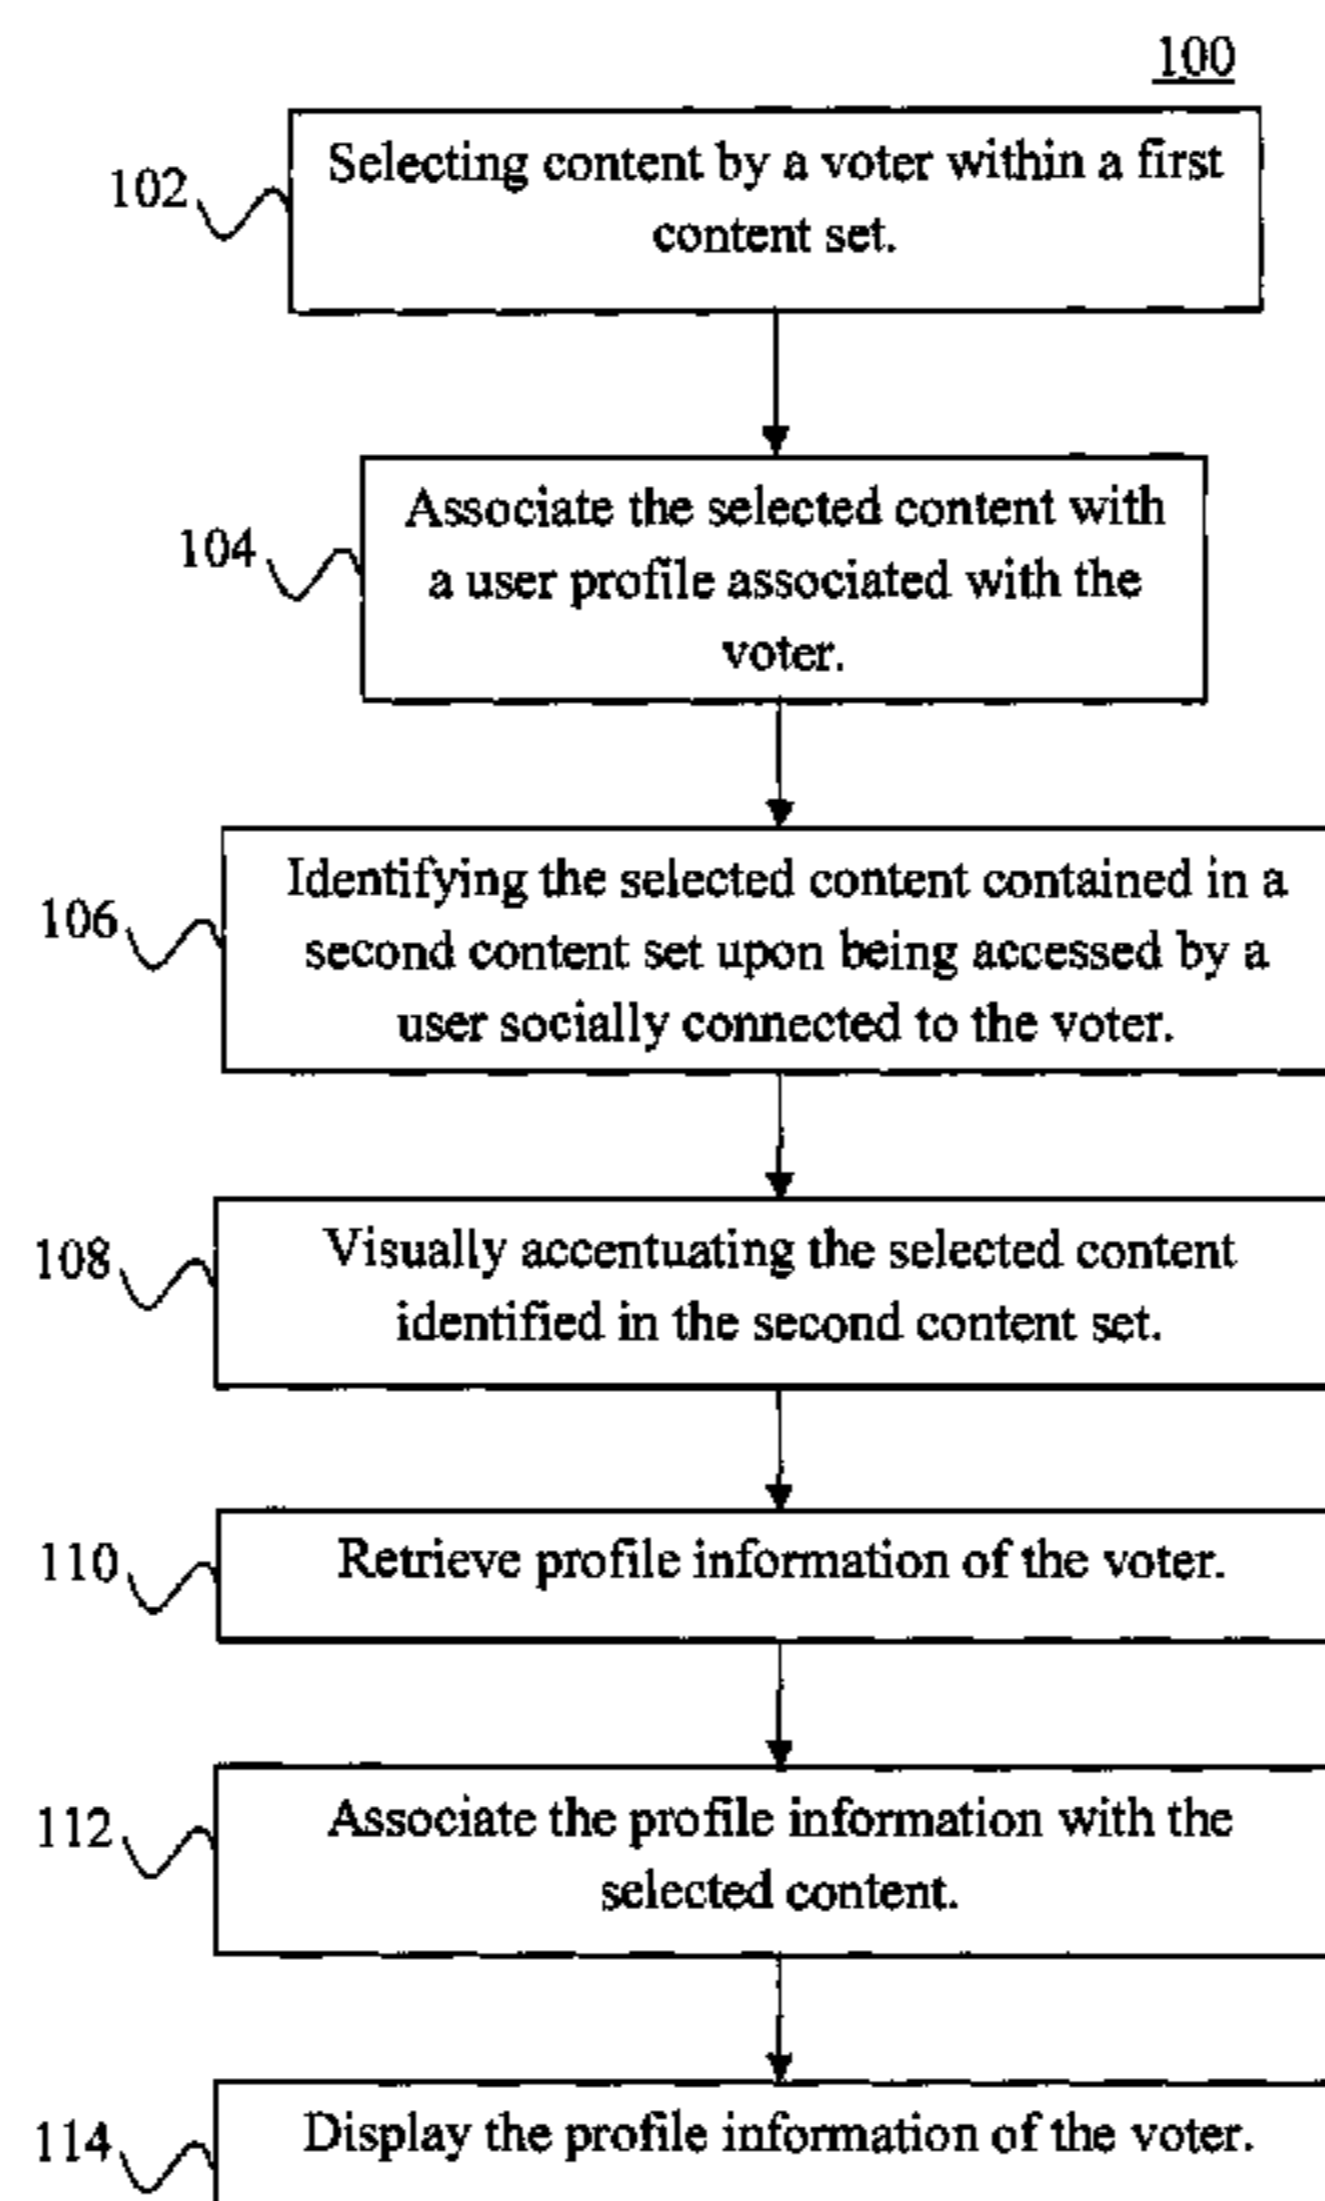 100
102
Selecting content by a voter within a first
content set.
104
Associate the selected content with
a user profile associated with the
voter.
106
Identifying the selected content contained in a
second content set upon being accessed by a
user socially connected to the voter.
108
Visually accentuating the selected content
identified in the second content set.
110
Retrieve profile information of the voter.
112
Associate the profile information with the
selected content.
114
Display the profile information of the voter.